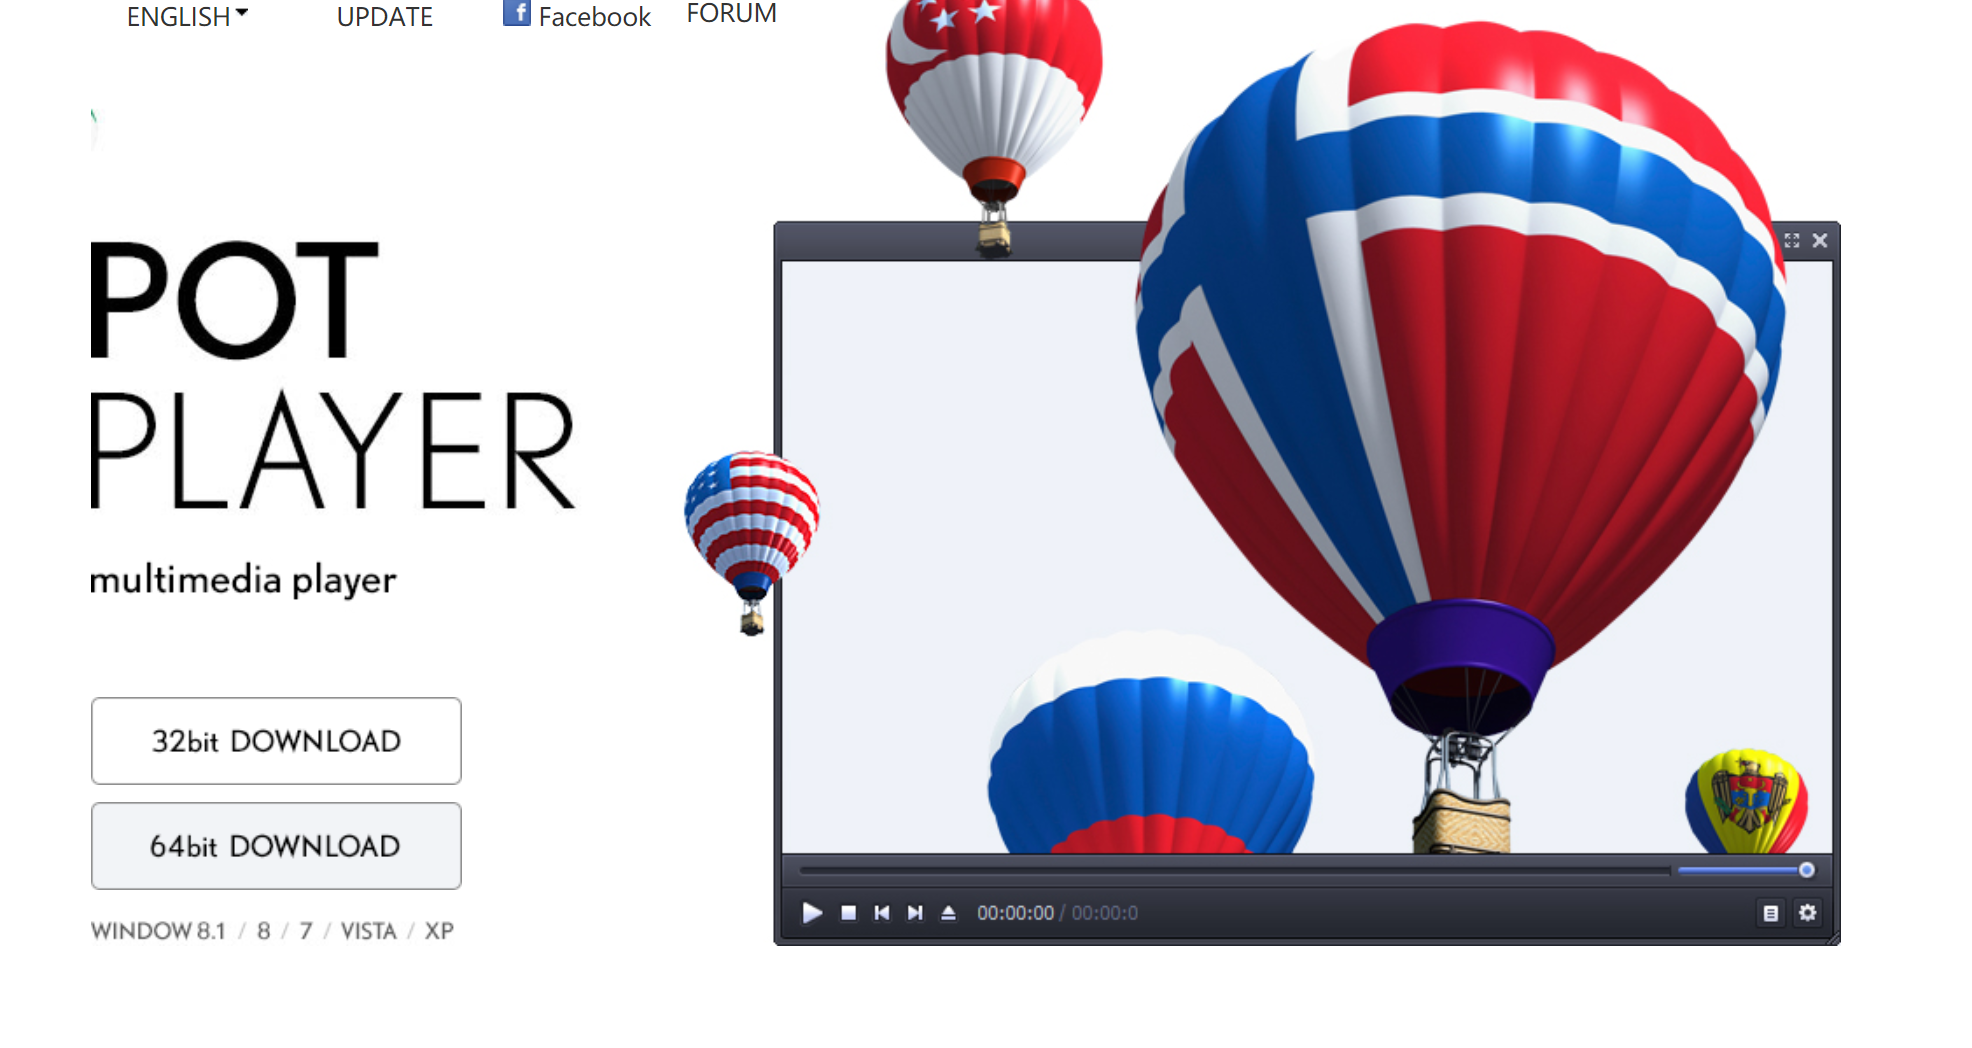 ENGLISH UPDATE Facebook FORUM
POT
PLAYER
multimedia player
32bit DOWNLOAD
64bit DOWNLOAD
WINDOW 8.1 / 8 / 7 / VISTA / XP
00:00:00 / 00:00:0